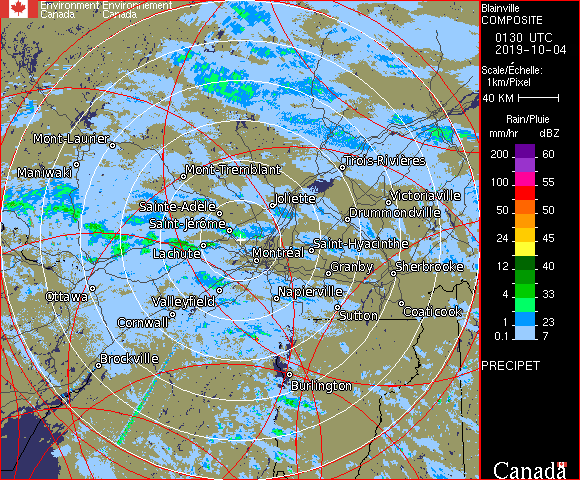 Environment Environnement
Canada Canada
Blainville
COMPOSITE
0130 UTC
2019-10-04
Scale/Échelle:
1km/Pixel
40 KM
Rain/Pluie
mm/hr dBZ
200 60
100 55
50 50
24 45
12 40
4 33
1 23
0.1 7
PRECIPET
Canada
Mont-Laurier
Maniwaki
Mont-Tremblant
Trois-Rivières
Sainte-Adèle
Joliette
Victoriaville
Drummondville
Saint-Jérôme
Lachute
Montréal
Saint-Hyacinthe
Granby
Sherbrooke
Ottawa
Valleyfield
Napierville
Cornwall
Sutton
Coaticook
Brockville
Burlington